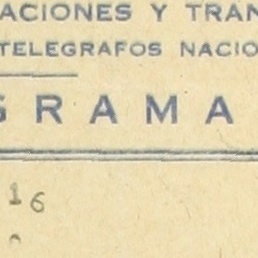 ACIONES Y TRAN
TELEGRAFOS NACIO
GRAMA
16